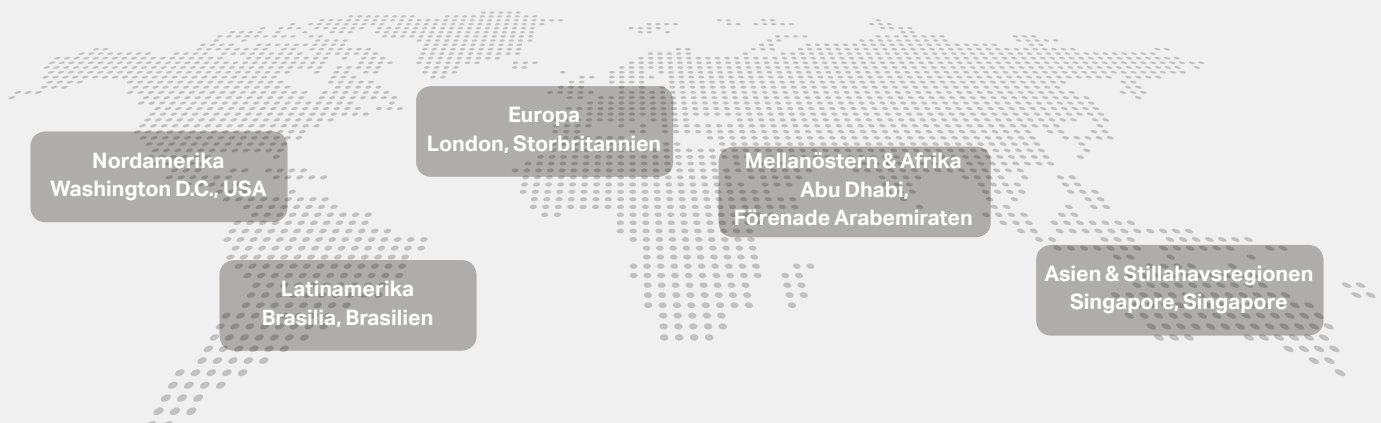 Europa
London, Storbritannien
Nordamerika
Washington D.C., USA
Mellanöstern & Afrika
Abu Dhabi,
Förenade Arabemiraten
Latinamerika
Brasilia, Brasilien
Asien & Stillahavsregionen
Singapore, Singapore